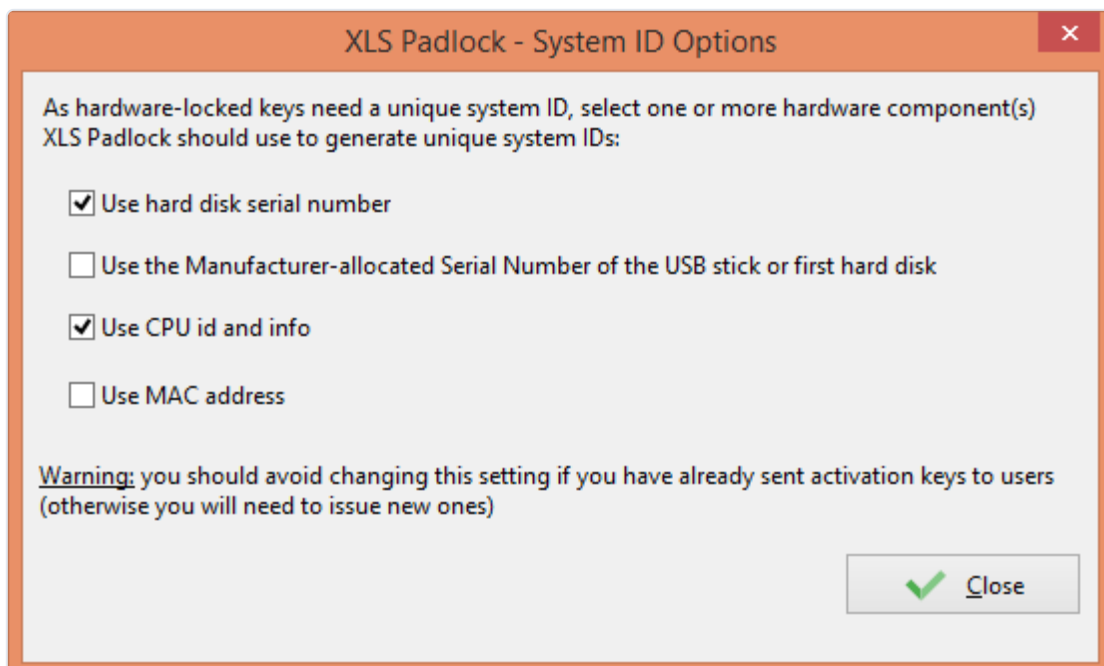 XLS Padlock - System ID Options
As hardware-locked keys need a unique system ID, select one or more hardware component(s)
XLS Padlock should use to generate unique system IDs:
Use hard disk serial number
Use the Manufacturer-allocated Serial Number of the USB stick or first hard disk
Use CPU id and info
Use MAC address
Warning: you should avoid changing this setting if you have already sent activation keys to users
(otherwise you will need to issue new ones)
Close